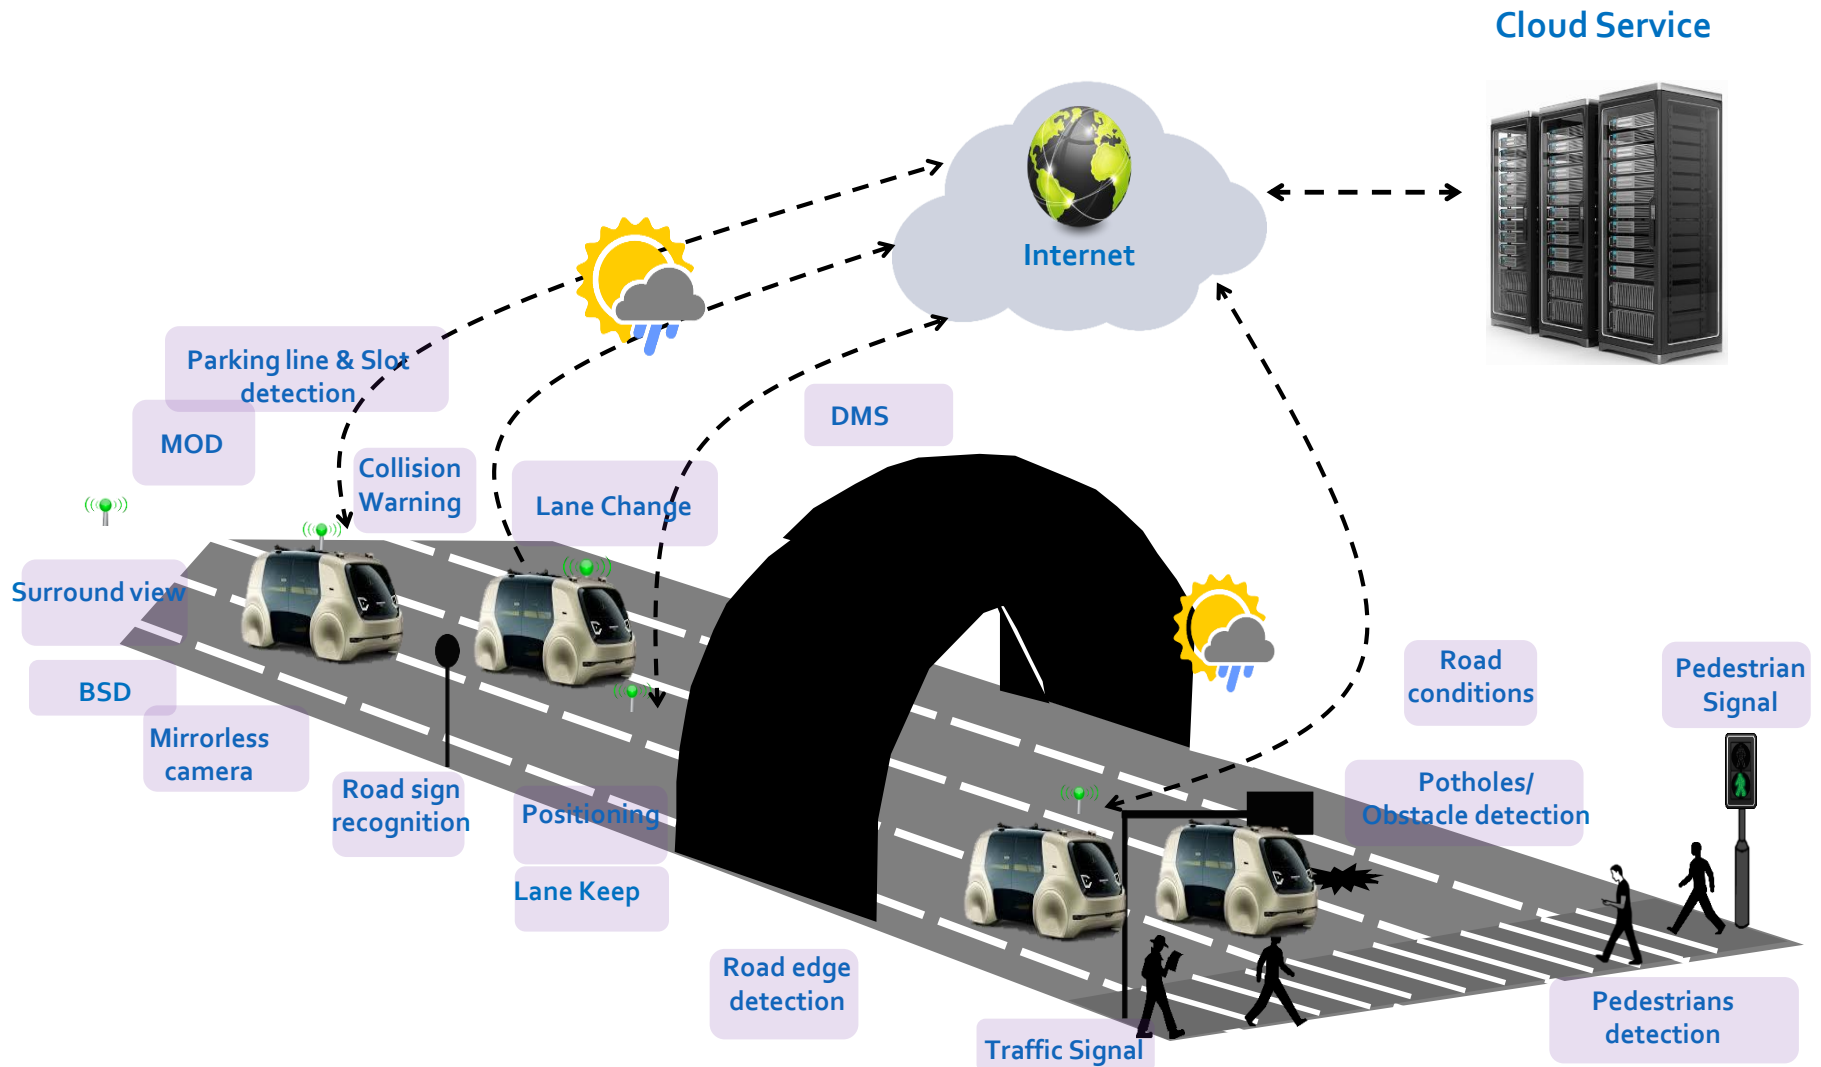 Cloud Service
Internet
Parking line & Slot
detection
MOD
DMS
Collision
Warning
Lane Change
Surround view
BSD
Mirrorless
camera
Road sign
recognition
Positioning
Lane Keep
Road edge
detection
Traffic Signal
Road
conditions
Pedestrian
Signal
Potholes/
Obstacle detection
Pedestrians
detection